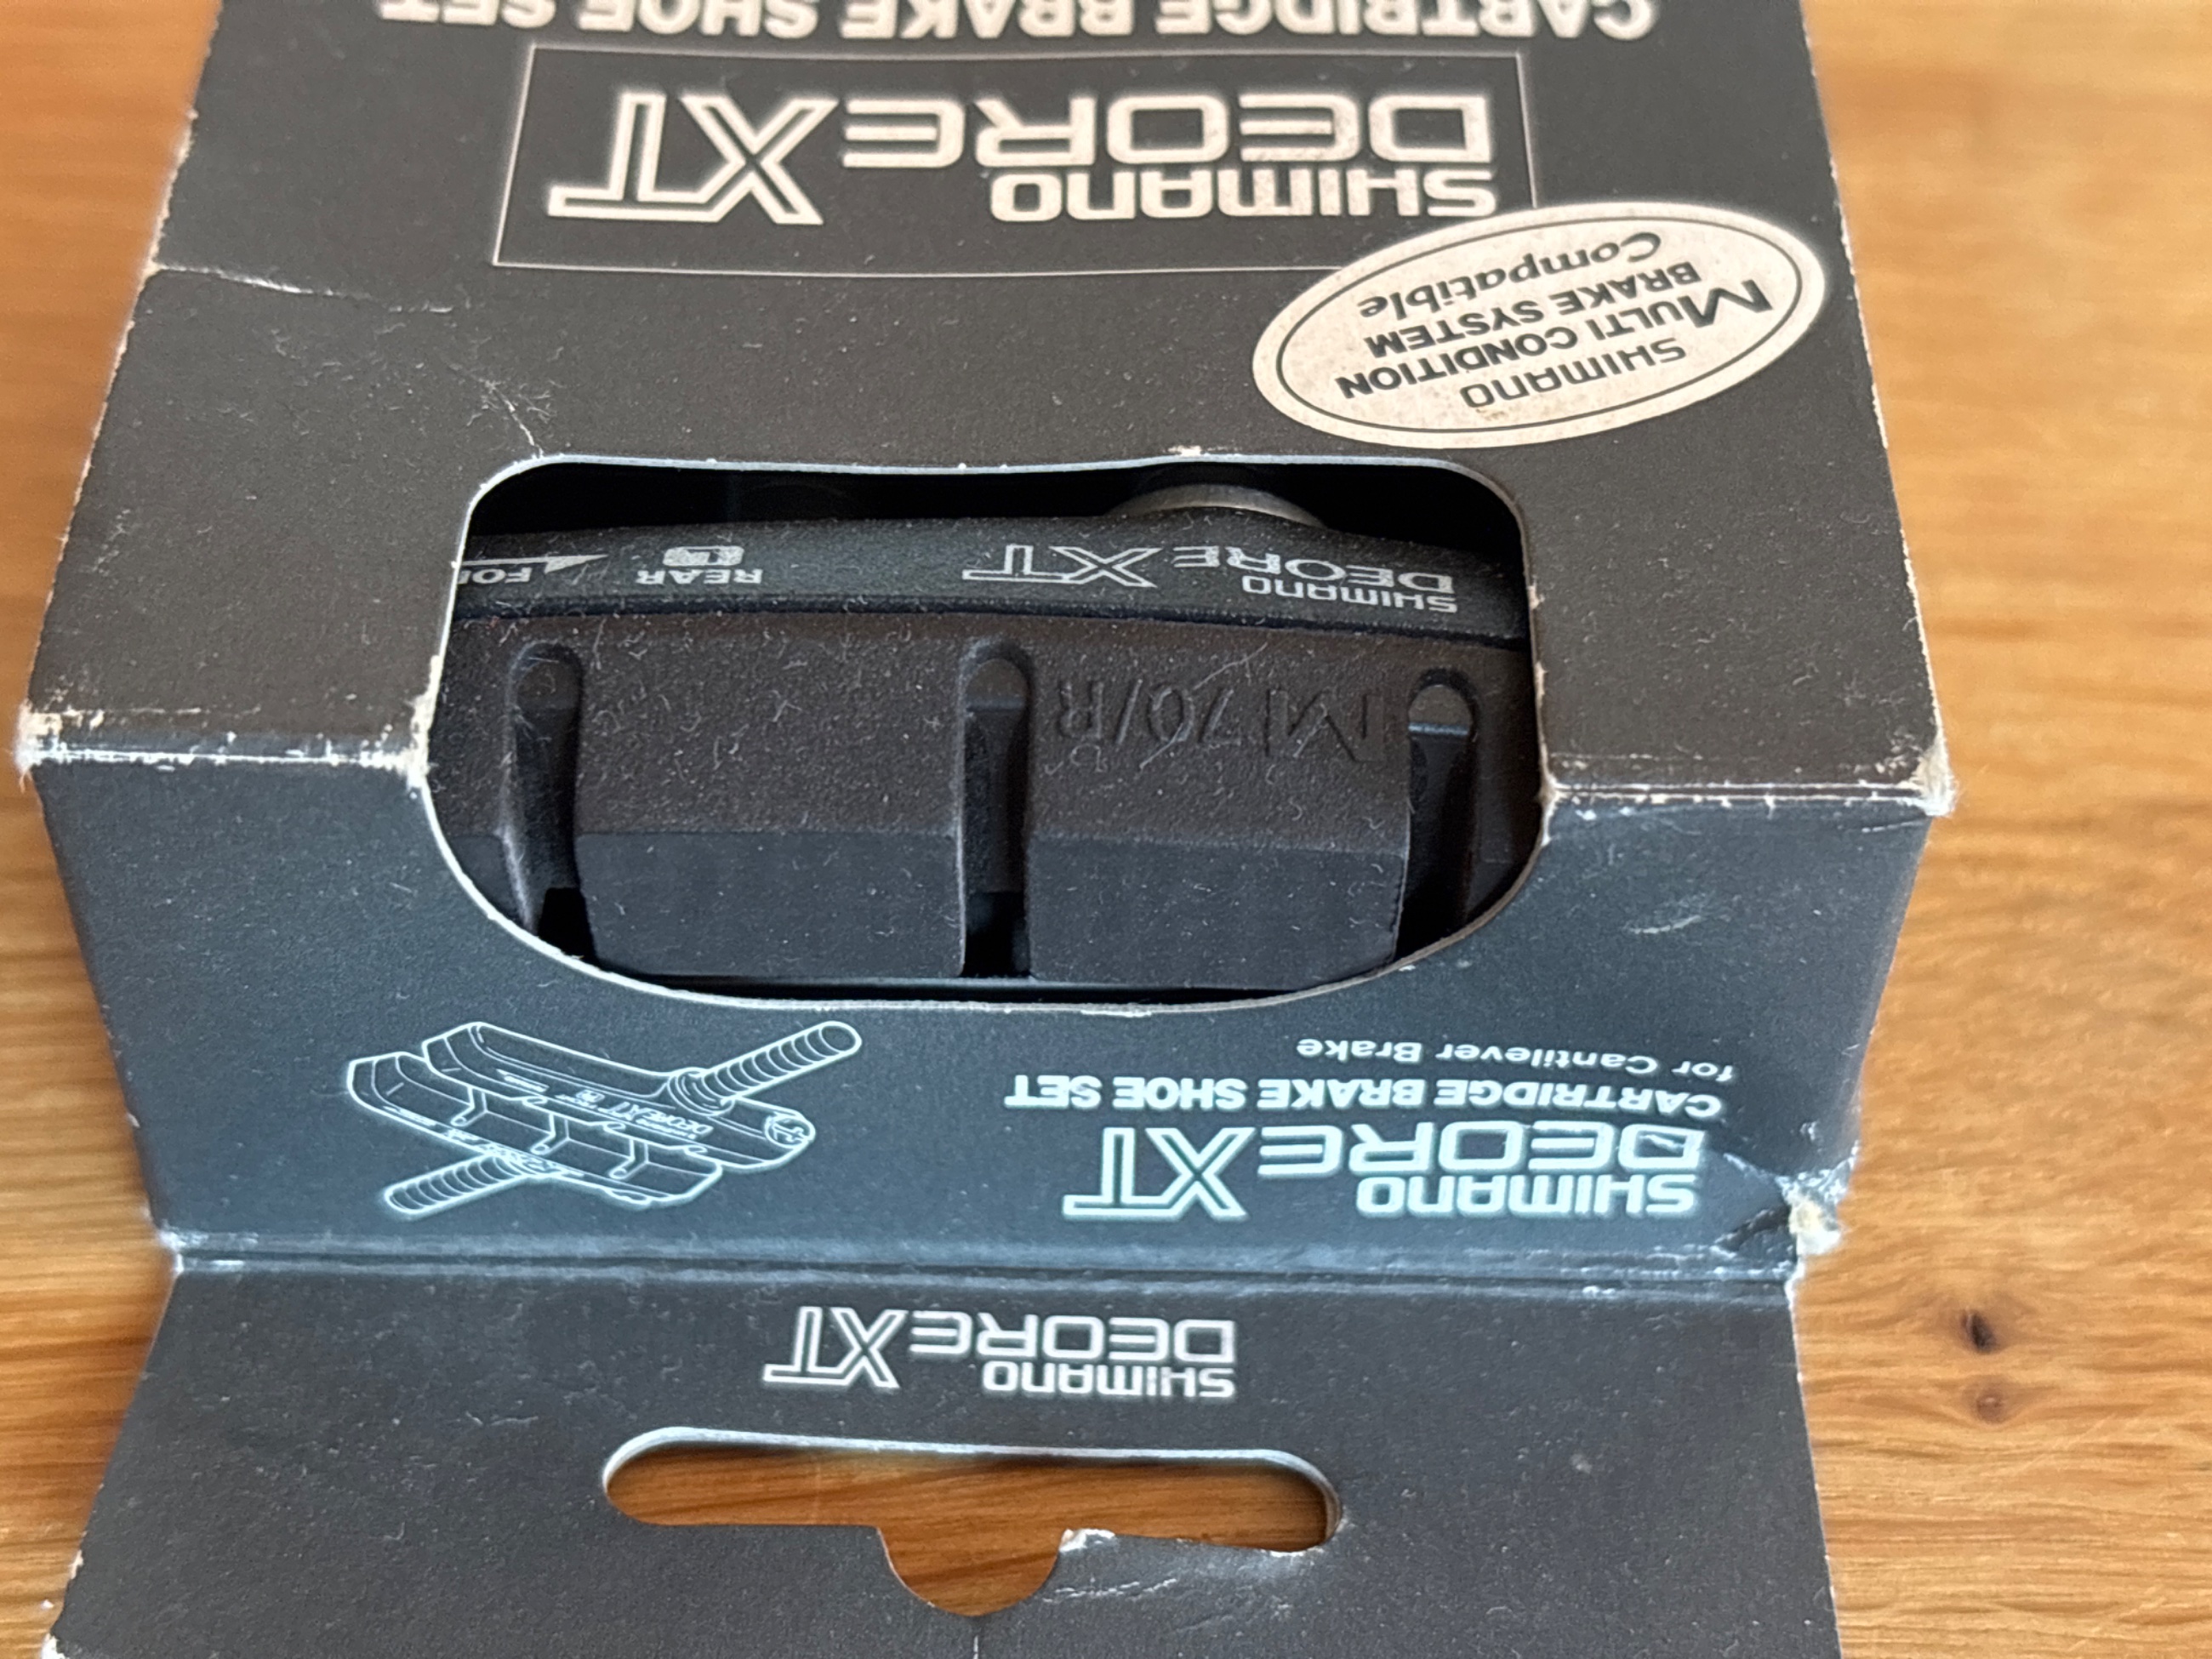 SHIMANO
DEORE XT
SHIMANO
DEORE XT
CARTRIDGE BRAKE SHOE SET
for Cantilever Brake
M70/R
SHIMANO
DEORE XT
REAR L
SHIMANO
MULTI CONDITION
BRAKE SYSTEM
Compatible
SHIMANO
DEORE XT
CARTRIDGE BRAKE SHOE SET